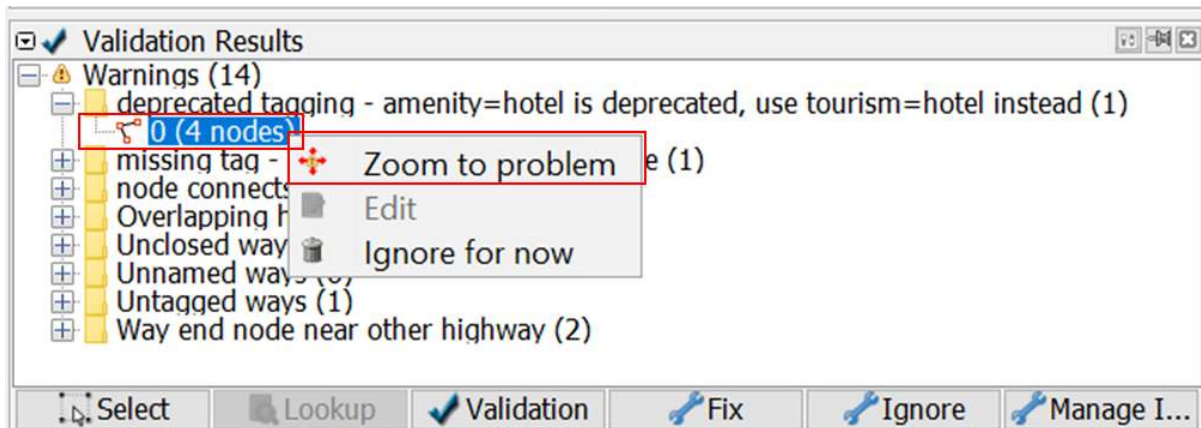 Validation Results
Warnings (14)
deprecated tagging - amenity=hotel is deprecated, use tourism=hotel instead (1)
0 (4 nodes)
Zoom to problem
missing tag - e (1)
node connects
Edit
Overlapping h
Unclosed way
Ignore for now
Unnamed ways
Untagged ways (1)
Way end node near other highway (2)
Select Lookup Validation Fix Ignore Manage I...